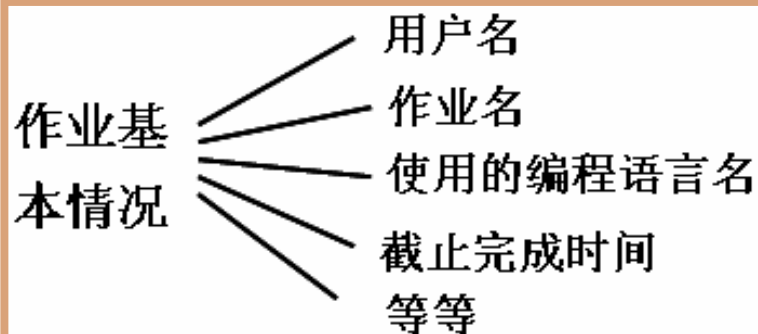 用户名
作业基
作业名
使用的编程语言名
本情况
截止完成时间
等等